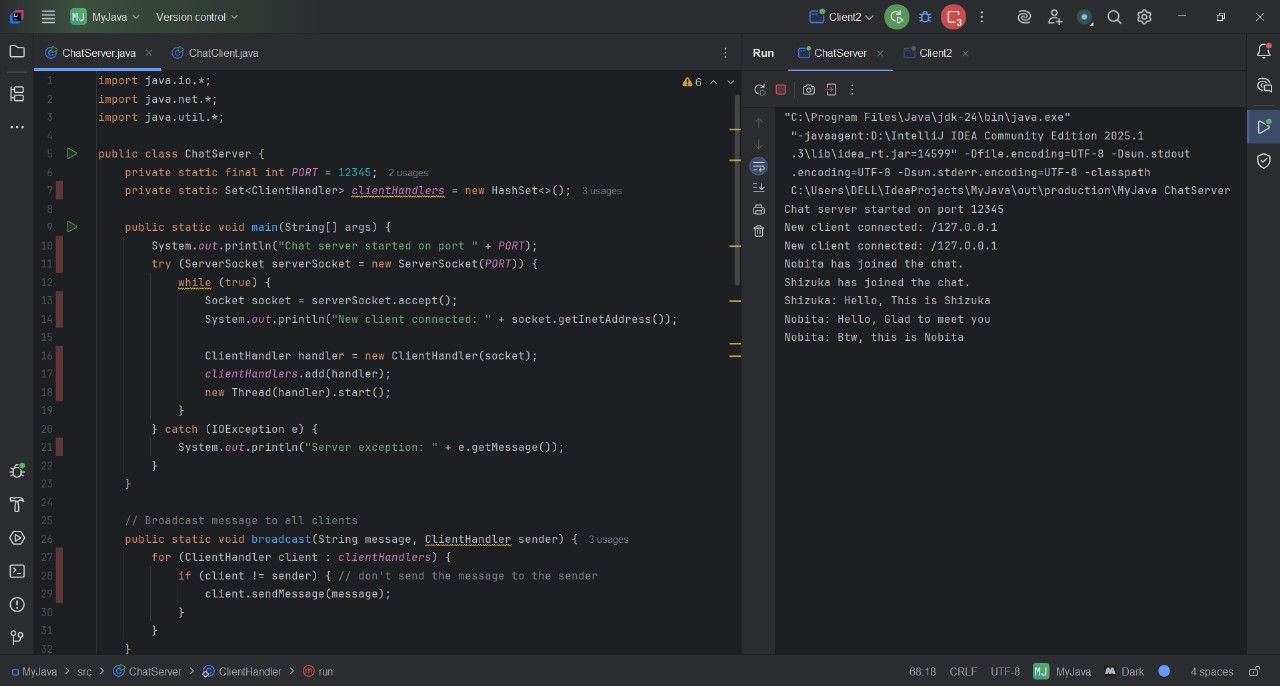 MJ MyJava Version control Client2 3
ChatServer.java ChatClient.java
6
1 import java.io.*;
2 import java.net.*;
3 import java.util.*;
4
5 public class ChatServer {
6 private static final int PORT = 12345; 2 usages
7 private static Set<ClientHandler> clientHandlers = new HashSet<>(); 3 usages
8
9 public static void main(String[] args) {
10 System.out.println("Chat server started on port " + PORT);
11 try (ServerSocket serverSocket = new ServerSocket(PORT)) {
12 while (true) {
13 Socket socket = serverSocket.accept();
14 System.out.println("New client connected: " + socket.getInetAddress());
15
16 ClientHandler handler = new ClientHandler(socket);
17 clientHandlers.add(handler);
18 new Thread(handler).start();
19 }
20 } catch (IOException e) {
21 System.out.println("Server exception: " + e.getMessage());
22 }
23 }
24
25 // Broadcast message to all clients
26 public static void broadcast(String message, ClientHandler sender) { 3 usages
27 for (ClientHandler client : clientHandlers) {
28 if (client != sender) { // don't send the message to the sender
29 client.sendMessage(message);
30 }
31 }
32 }
Run ChatServer Client2
"C:\Program Files\Java\jdk-24\bin\java.exe"
"-javaagent:D:\IntelliJ IDEA Community Edition 2025.1
.3\lib\idea_rt.jar=14599" -Dfile.encoding=UTF-8 -Dsun.stdout
.encoding=UTF-8 -Dsun.stderr.encoding=UTF-8 -classpath
C:\Users\DELL\IdeaProjects\MyJava\out\production\MyJava ChatServer
Chat server started on port 12345
New client connected: /127.0.0.1
New client connected: /127.0.0.1
Nobita has joined the chat.
Shizuka has joined the chat.
Shizuka: Hello, This is Shizuka
Nobita: Hello, Glad to meet you
Nobita: Btw, this is Nobita
MyJava > src > ChatServer > ClientHandler > run 68:18 CRLF UTF-8 MJ MyJava Dark 4 spaces